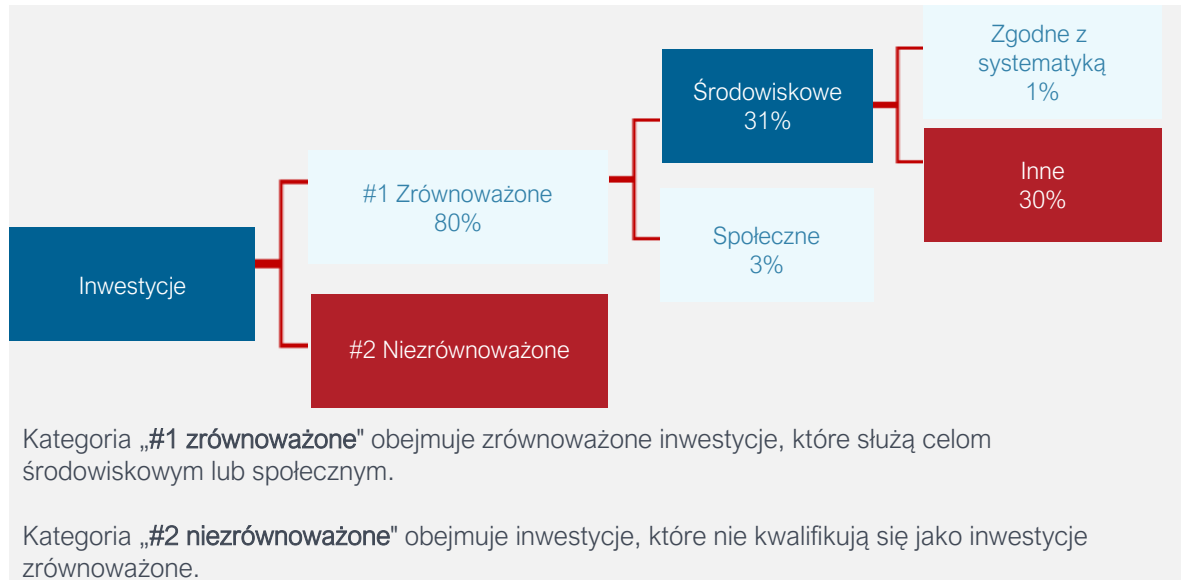 Inwestycje
#1 Zrównoważone
80%
#2 Niezrównoważone
Środowiskowe
31%
Społeczne
3%
Zgodne z
systematyką
1%
Inne
30%
Kategoria „#1 zrównoważone" obejmuje zrównoważone inwestycje, które służą celom
środowiskowym lub społecznym.
Kategoria „#2 niezrównoważone" obejmuje inwestycje, które nie kwalifikują się jako inwestycje
zrównoważone.